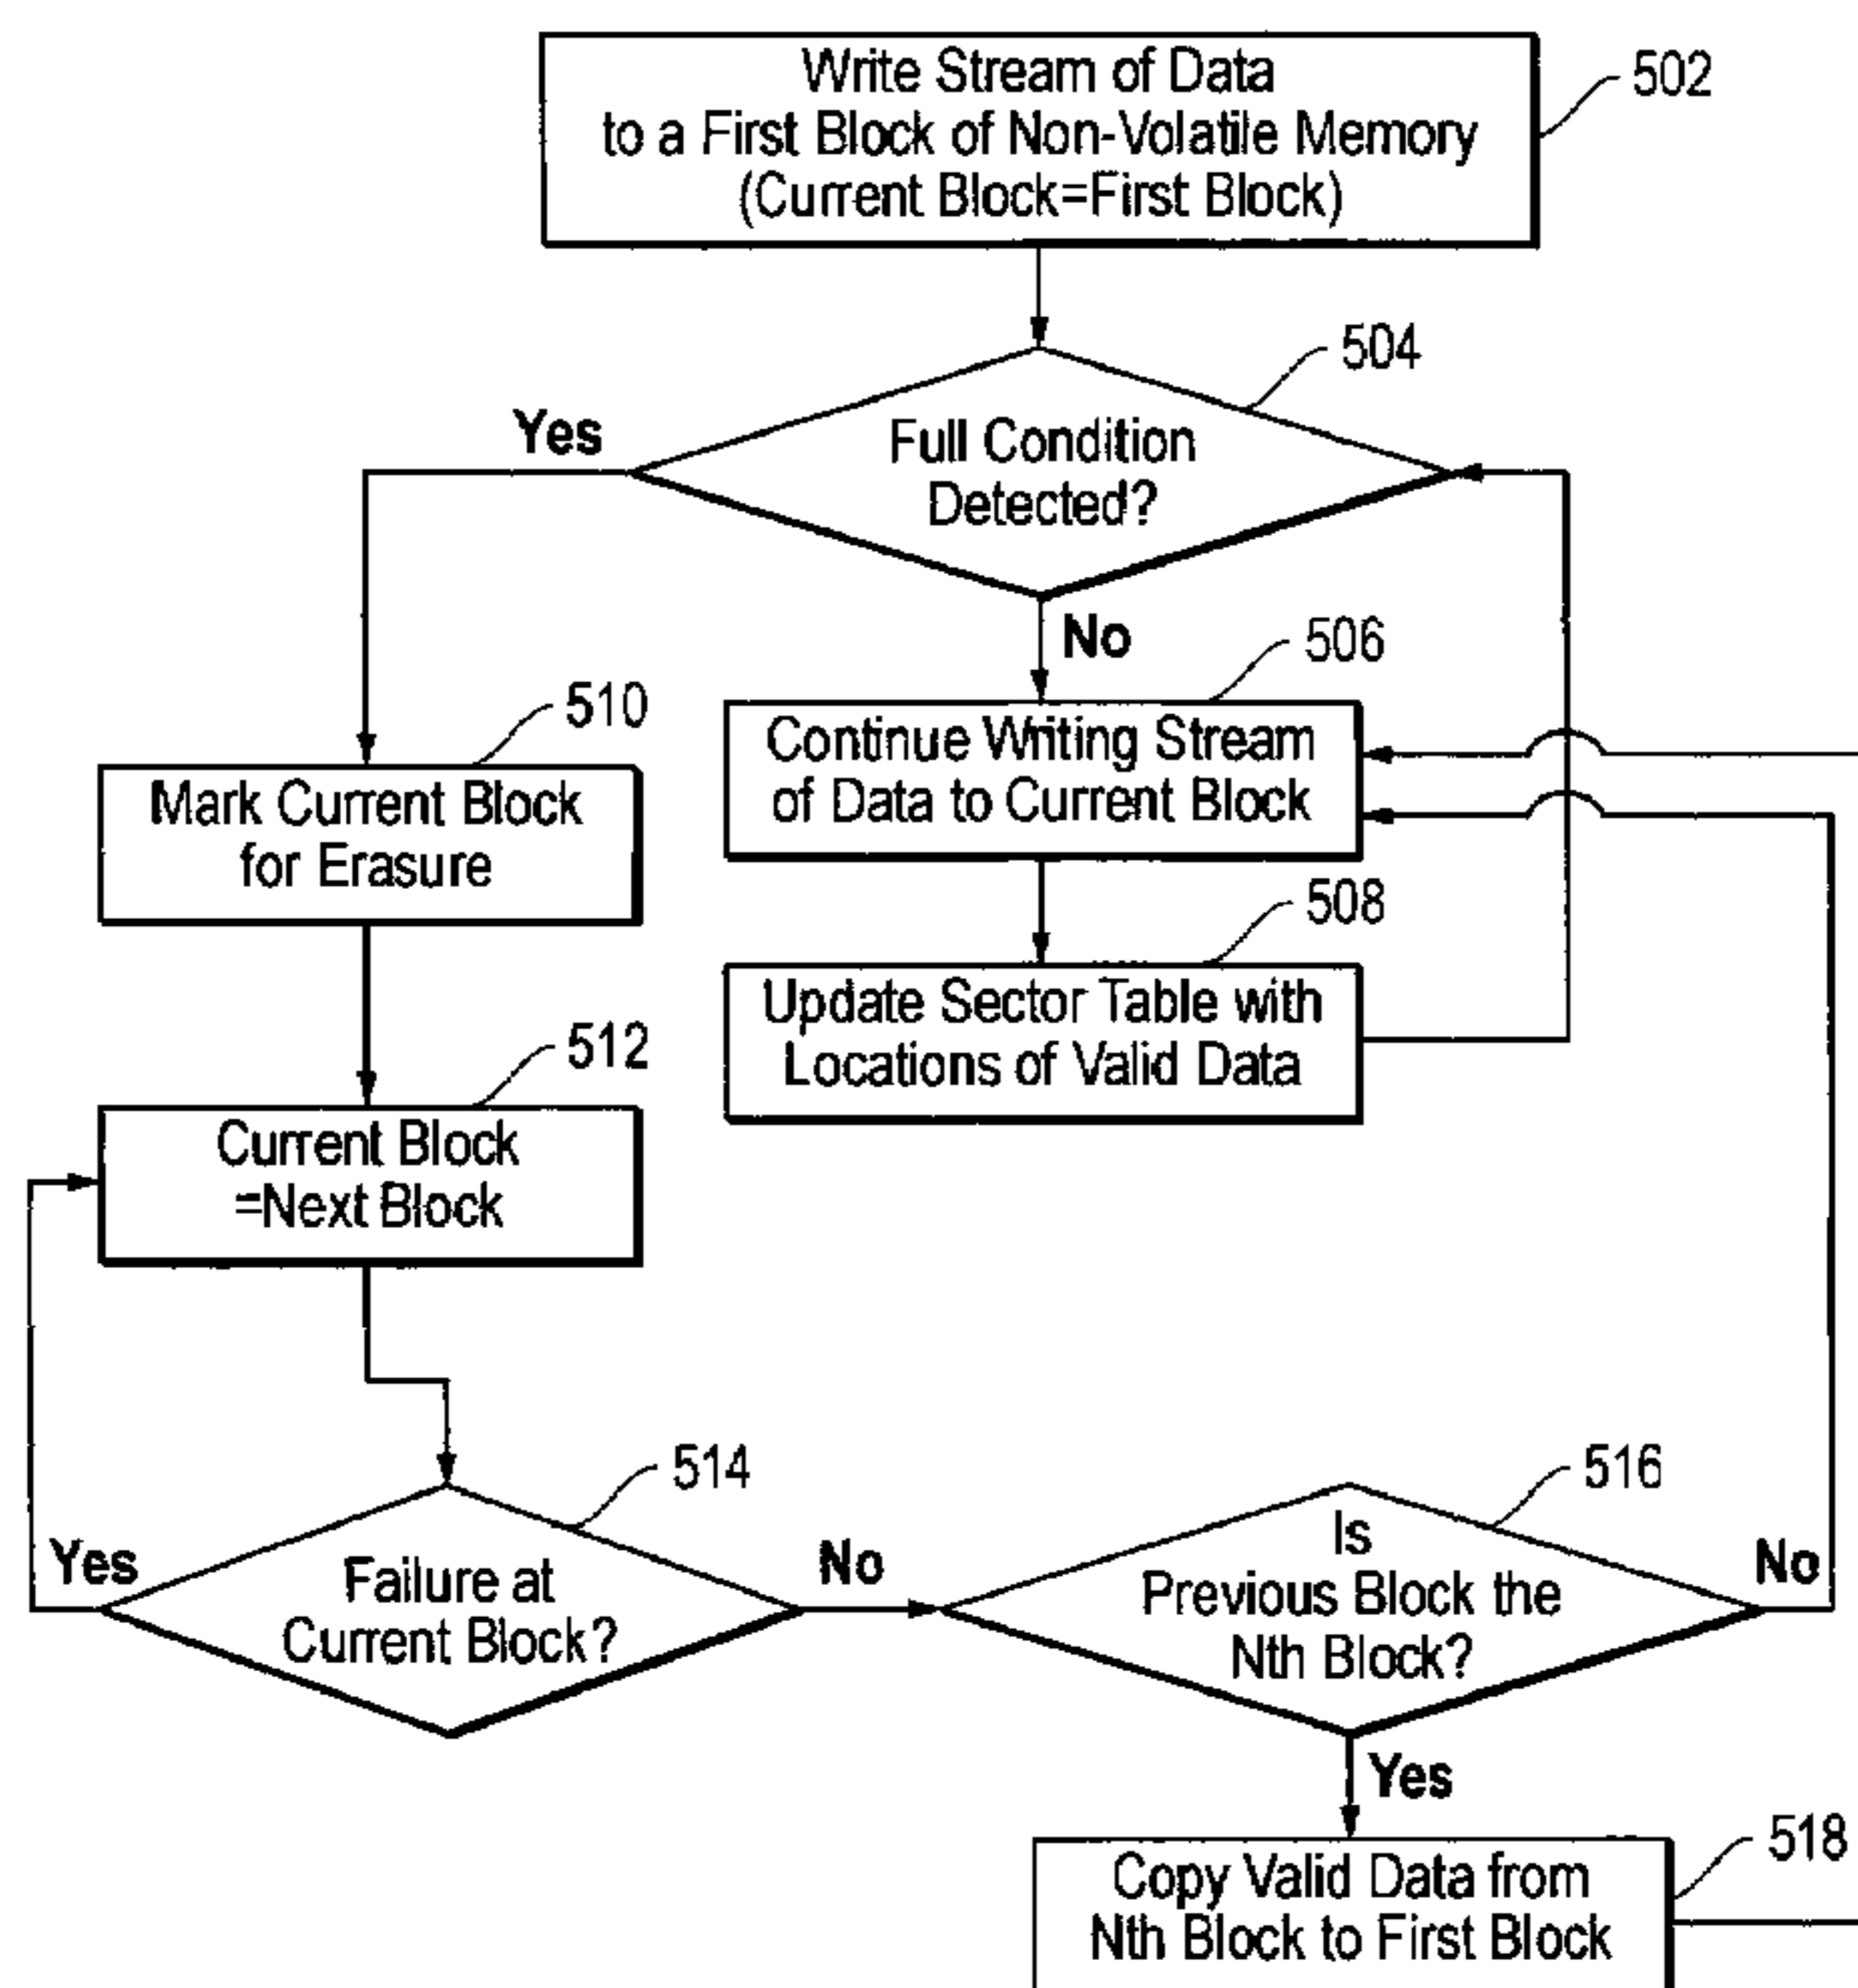 Write Stream of Data
to a First Block of Non-Volatile Memory
(Current Block=First Block)
502
504
Full Condition
Detected?
Yes
No
506
Continue Writing Stream
of Data to Current Block
510
Mark Current Block
for Erasure
508
Update Sector Table with
Locations of Valid Data
512
Current Block
=Next Block
514
Failure at
Current Block?
Yes
No
516
Is
Previous Block the
Nth Block?
No
Yes
518
Copy Valid Data from
Nth Block to First Block